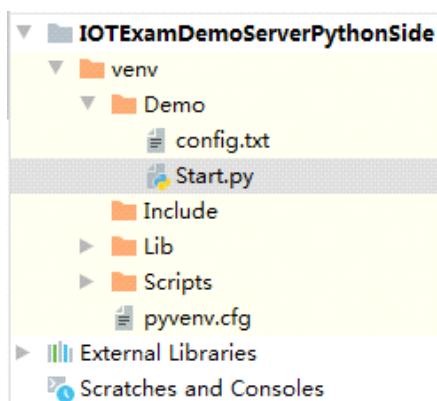 IOTExamDemoServerPythonSide
venv
Demo
config.txt
Start.py
Include
Lib
Scripts
pyvenv.cfg
External Libraries
Scratches and Consoles